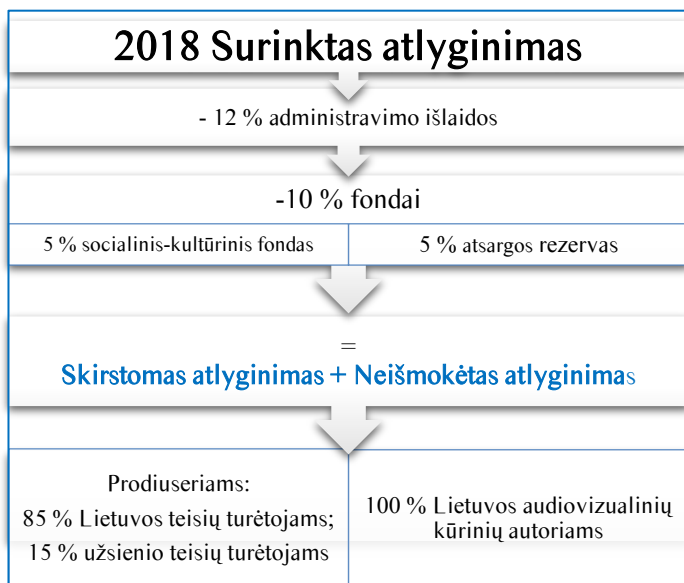 2018 Surinktas atlyginimas
- 12 % administravimo išlaidos
-10 % fondai
5 % socialinis-kultūrinis fondas
5 % atsargos rezervas
=
Skirstomas atlyginimas + Neišmokėtas atlyginimas
Prodiuseriams:
85 % Lietuvos teisių turėtojams;
15 % užsienio teisių turėtojams
100 % Lietuvos audiovizualinių
kūrinių autoriams